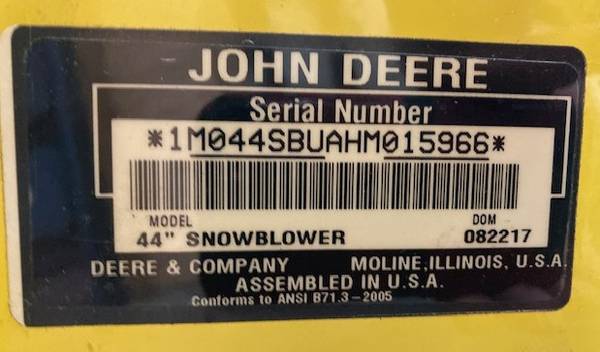 JOHN DEERE
Serial Number
*1M044SBUAHM015966*
MODEL DOM
44" SNOWBLOWER 082217
DEERE & COMPANY MOLINE, ILLINOIS, U.S.A.
ASSEMBLED IN U.S.A.
Conforms to ANSI B71.3-2005